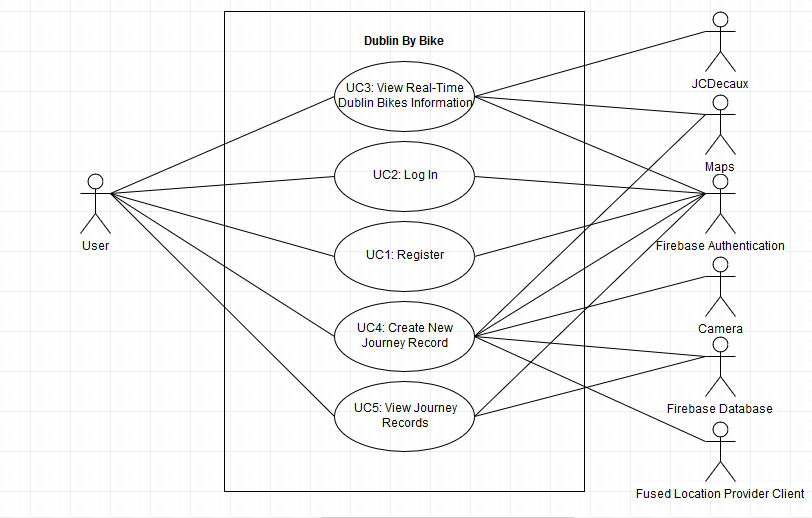 Dublin By Bike
UC3: View Real-Time
Dublin Bikes Information
UC2: Log In
UC1: Register
UC4: Create New
Journey Record
UC5: View Journey
Records
User
JCDecaux
Maps
Firebase Authentication
Camera
Firebase Database
Fused Location Provider Client